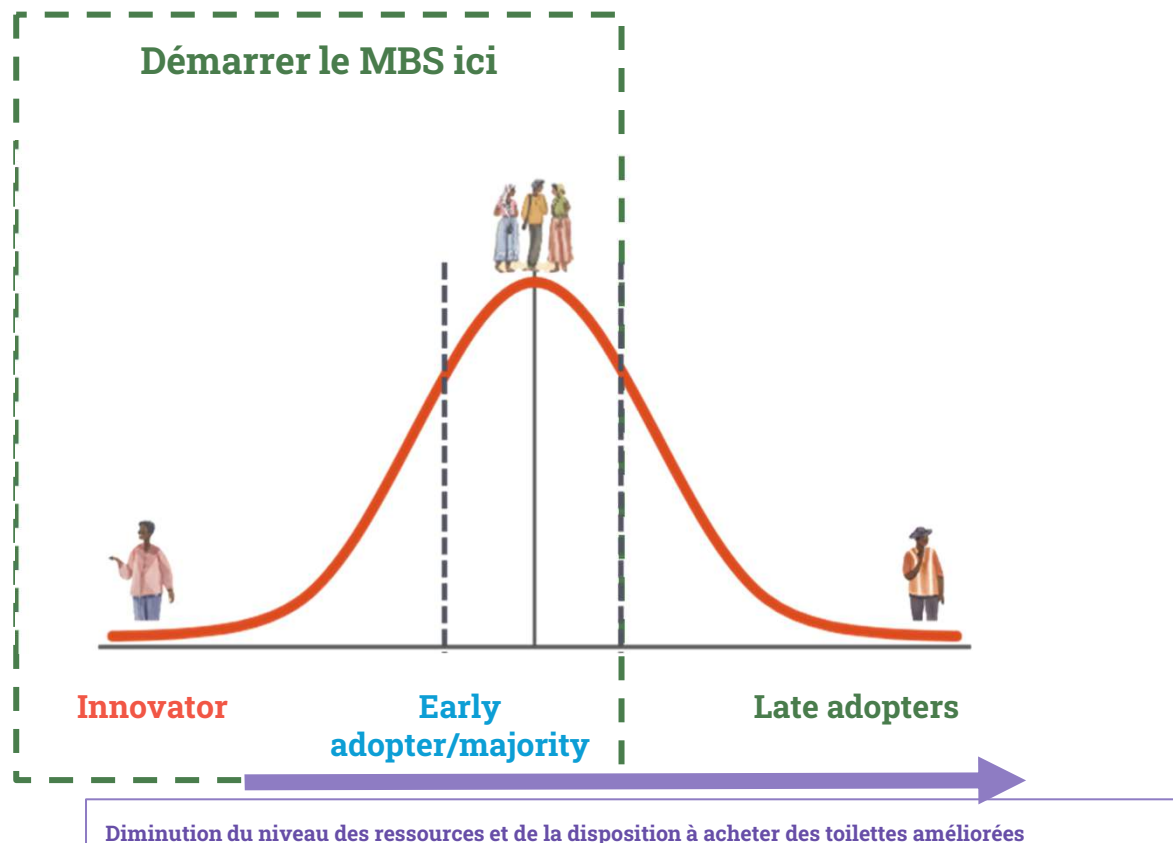 Démarrer le MBS ici
Innovator
Early
adopter/majority
Late adopters
Diminution du niveau des ressources et de la disposition à acheter des toilettes améliorées